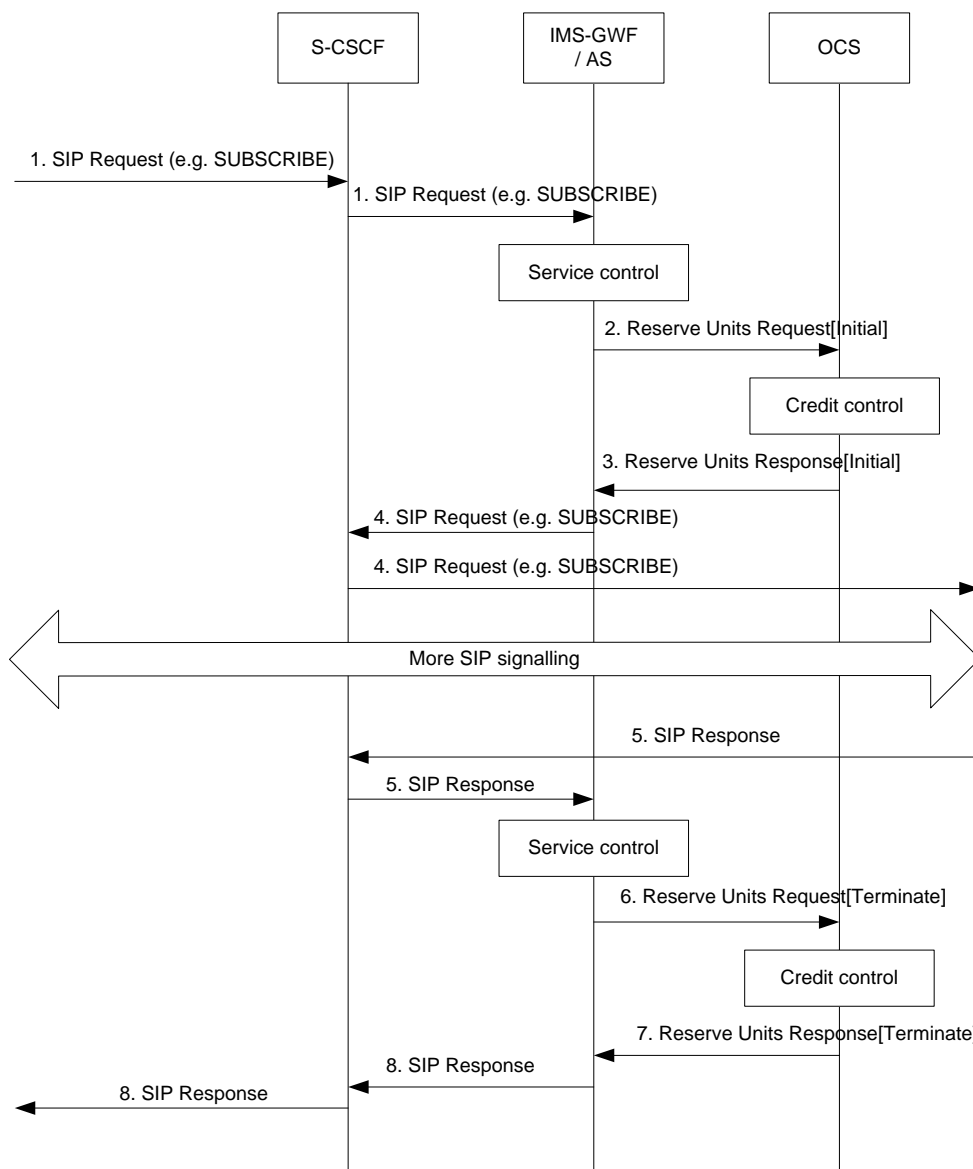 S-CSCF
IMS-GWF
/ AS
OCS
1. SIP Request (e.g. SUBSCRIBE)
1. SIP Request (e.g. SUBSCRIBE)
Service control
2. Reserve Units Request[Initial]
Credit control
3. Reserve Units Response[Initial]
4. SIP Request (e.g. SUBSCRIBE)
4. SIP Request (e.g. SUBSCRIBE)
More SIP signalling
5. SIP Response
5. SIP Response
Service control
6. Reserve Units Request[Terminate]
Credit control
7. Reserve Units Response[Terminate]
8. SIP Response
8. SIP Response